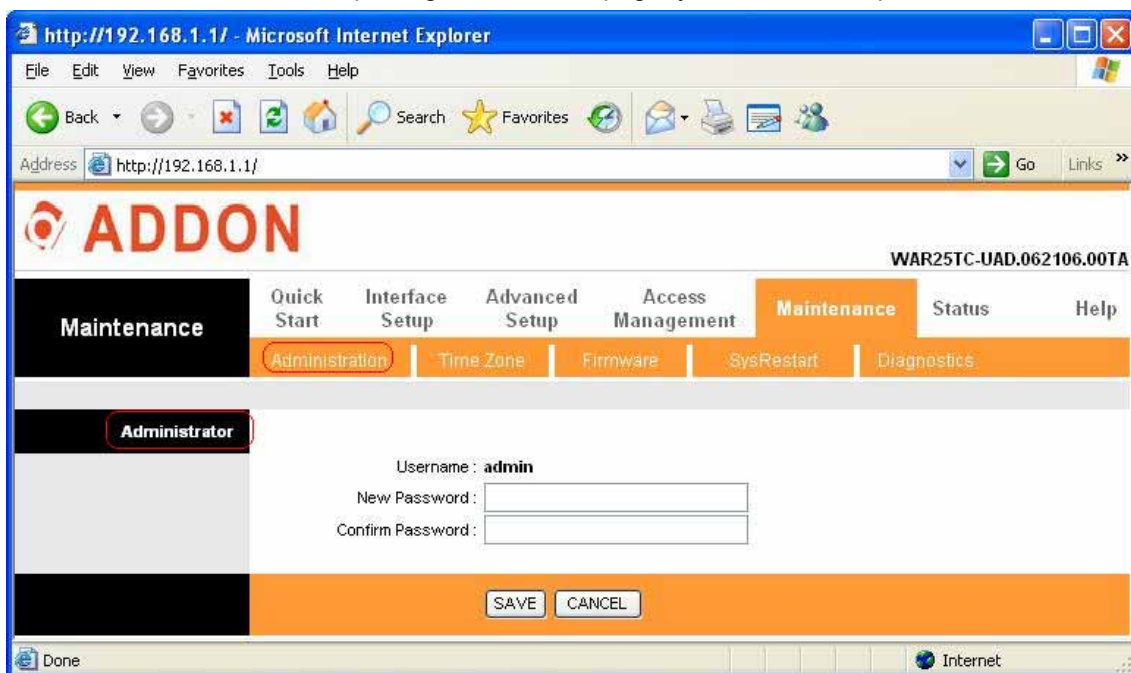 http://192.168.1.1/ - Microsoft Internet Explorer
File Edit View Favorites Tools Help
Back Search Favorites
Address http://192.168.1.1/ Go Links »
ADDON
WAR25TC-UAD.062106.00TA
Maintenance
Quick Start Interface Setup Advanced Setup Access Management Maintenance Status Help
Administration Time Zone Firmware SysRestart Diagnostics
Administrator
Username : admin
New Password :
Confirm Password :
SAVE CANCEL
Done Internet